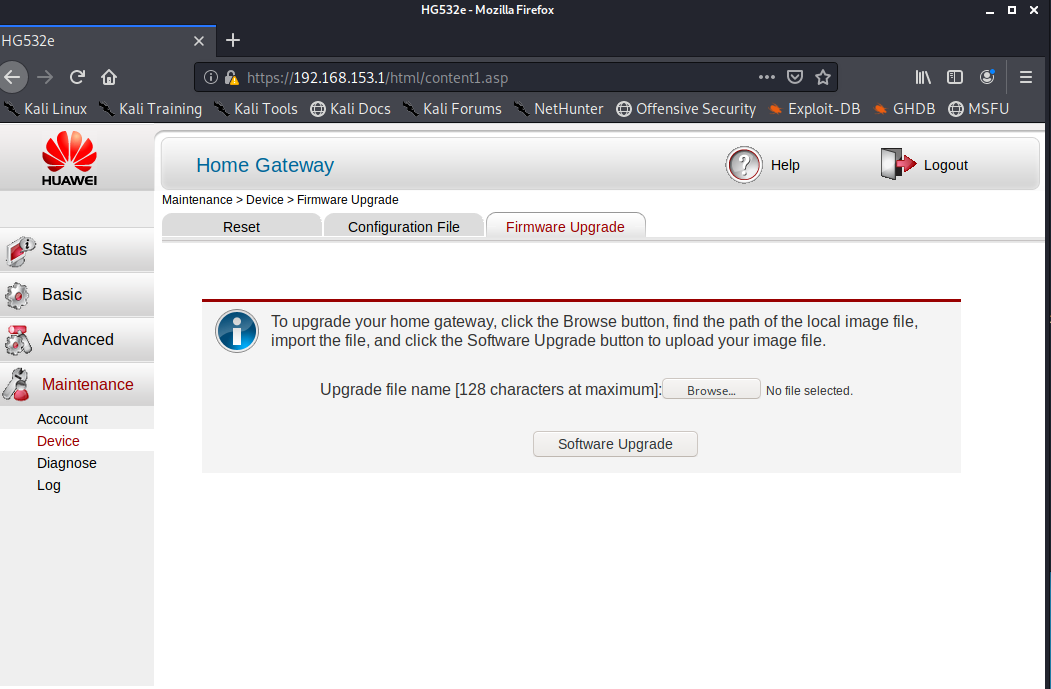 HG532e - Mozilla Firefox
HG532e
https://192.168.153.1/html/content1.asp
Kali Linux Kali Training Kali Tools Kali Docs Kali Forums NetHunter Offensive Security Exploit-DB GHDB MSFU
HUAWEI
Home Gateway
Help
Logout
Maintenance > Device > Firmware Upgrade
Reset Configuration File Firmware Upgrade
Status
Basic
Advanced
Maintenance
Account
Device
Diagnose
Log
To upgrade your home gateway, click the Browse button, find the path of the local image file,
import the file, and click the Software Upgrade button to upload your image file.
Upgrade file name [128 characters at maximum]: Browse... No file selected.
Software Upgrade